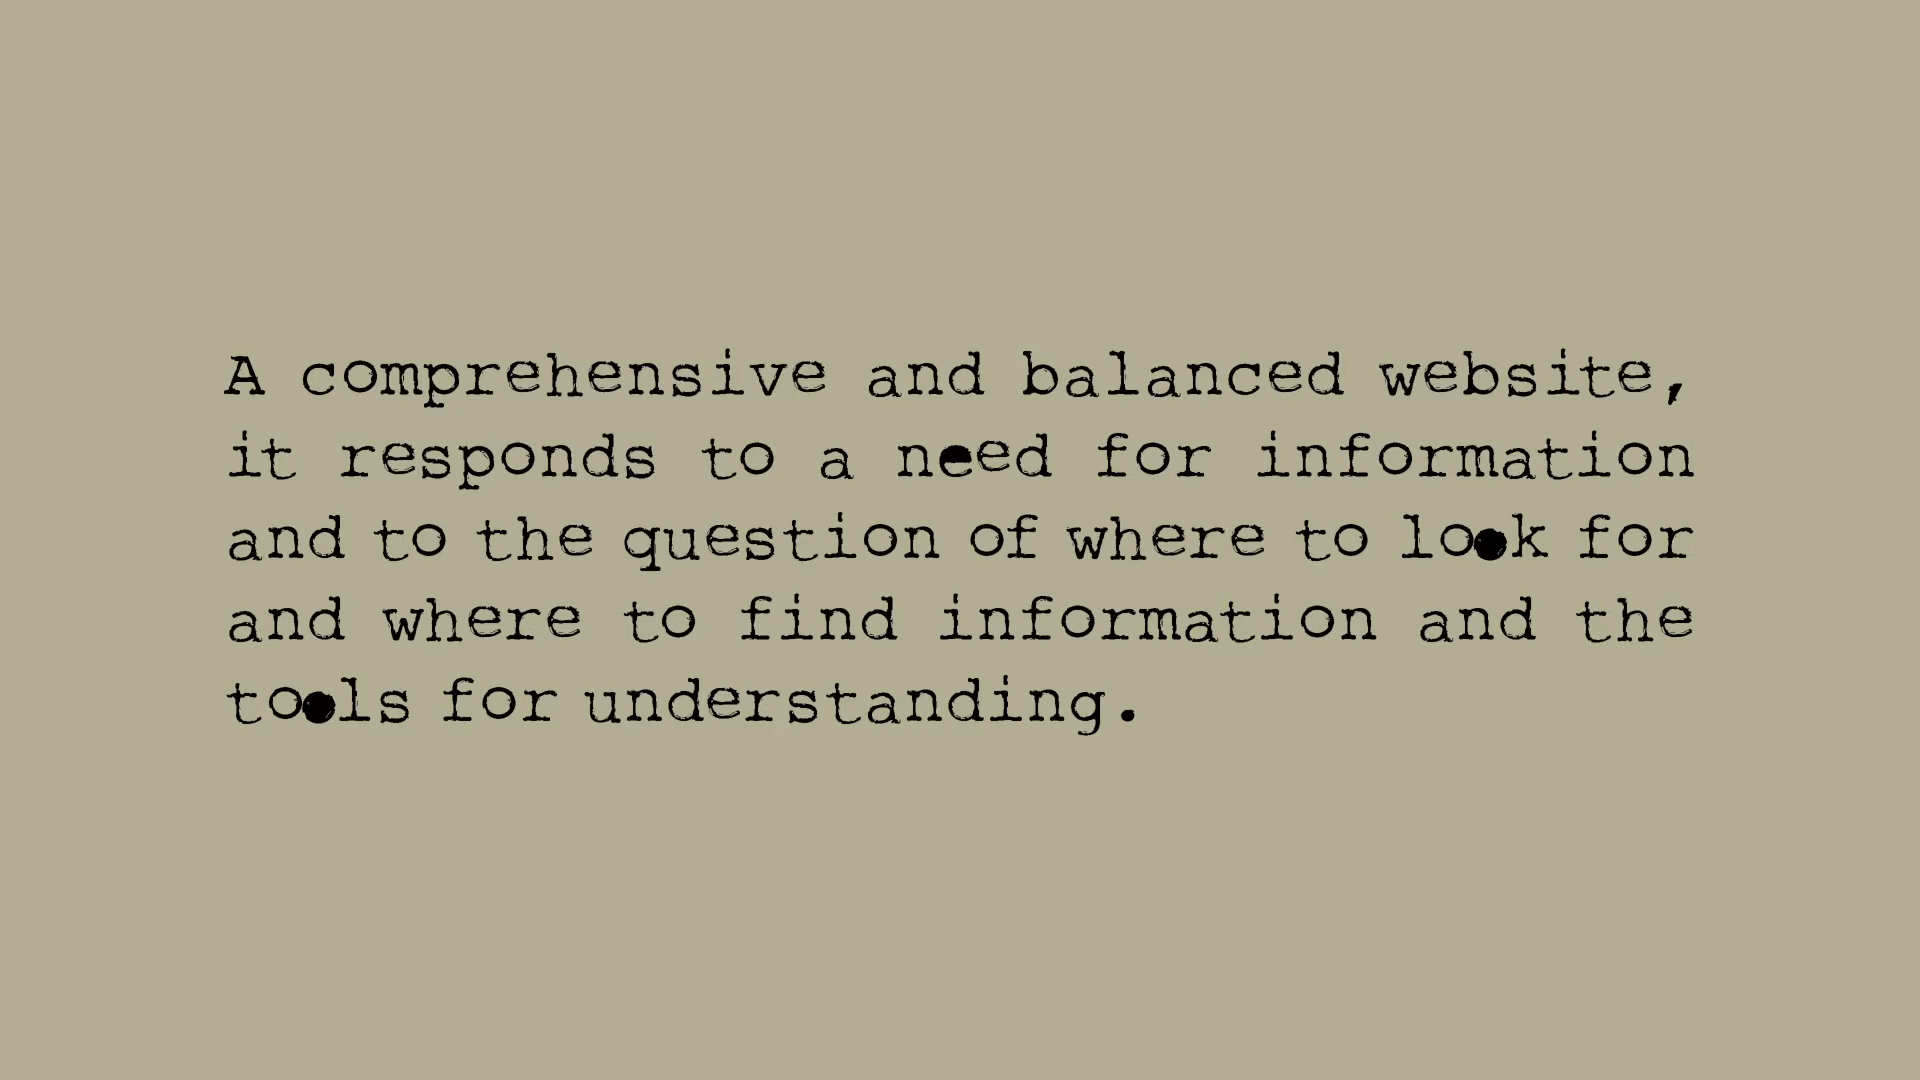 A comprehensive and balanced website,
it responds to a need for information
and to the question of where to look for
and where to find information and the
tools for understanding.